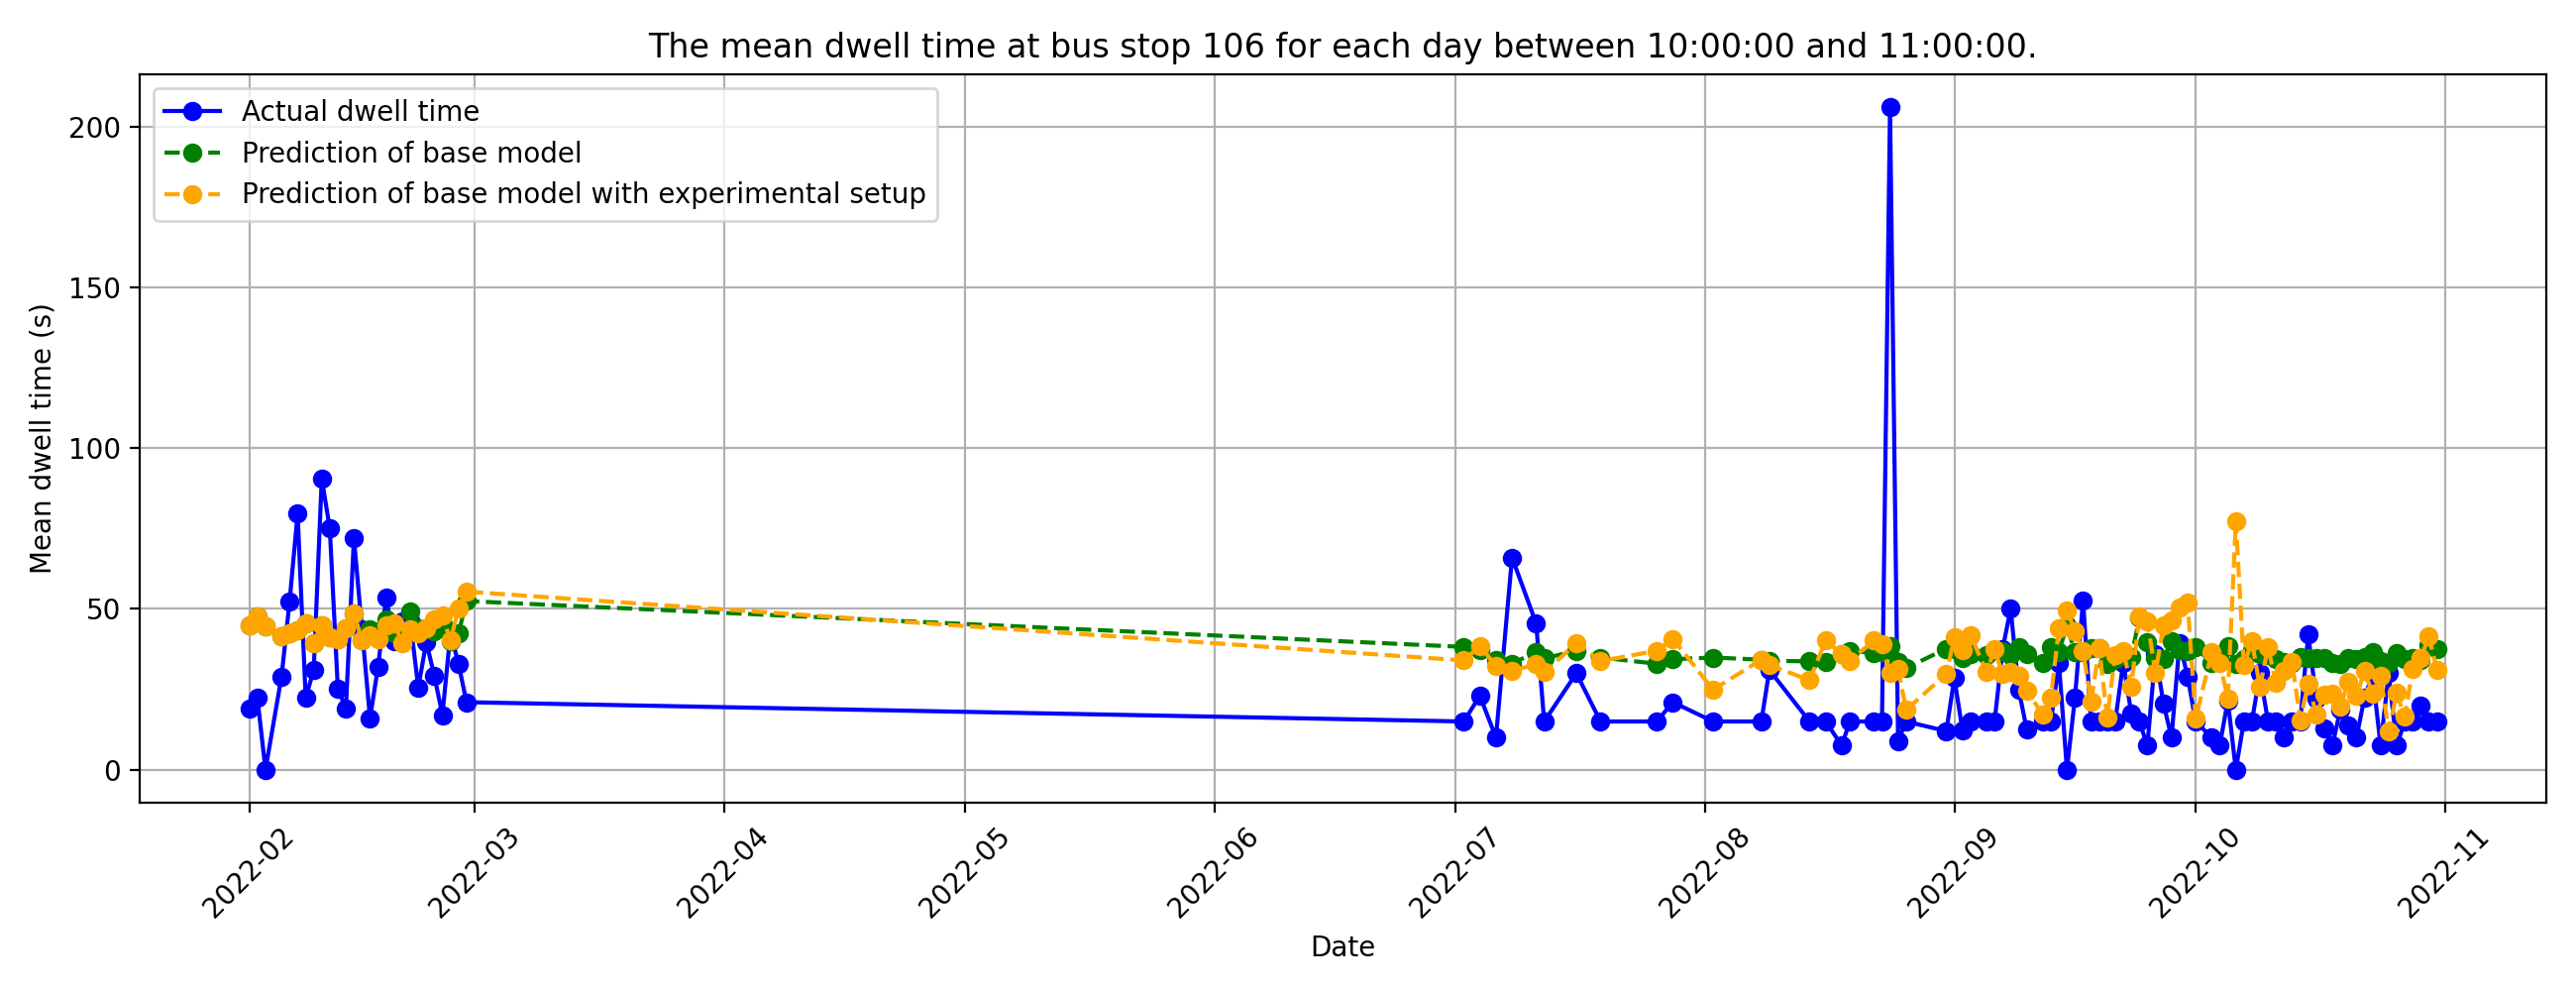 The mean dwell time at bus stop 106 for each day between 10:00:00 and 11:00:00.
Actual dwell time
Prediction of base model
Prediction of base model with experimental setup
Mean dwell time (s)
200
150
100
50
0
2022-02
2022-03
2022-04
2022-05
2022-06
2022-07
2022-08
2022-09
2022-10
2022-11
Date